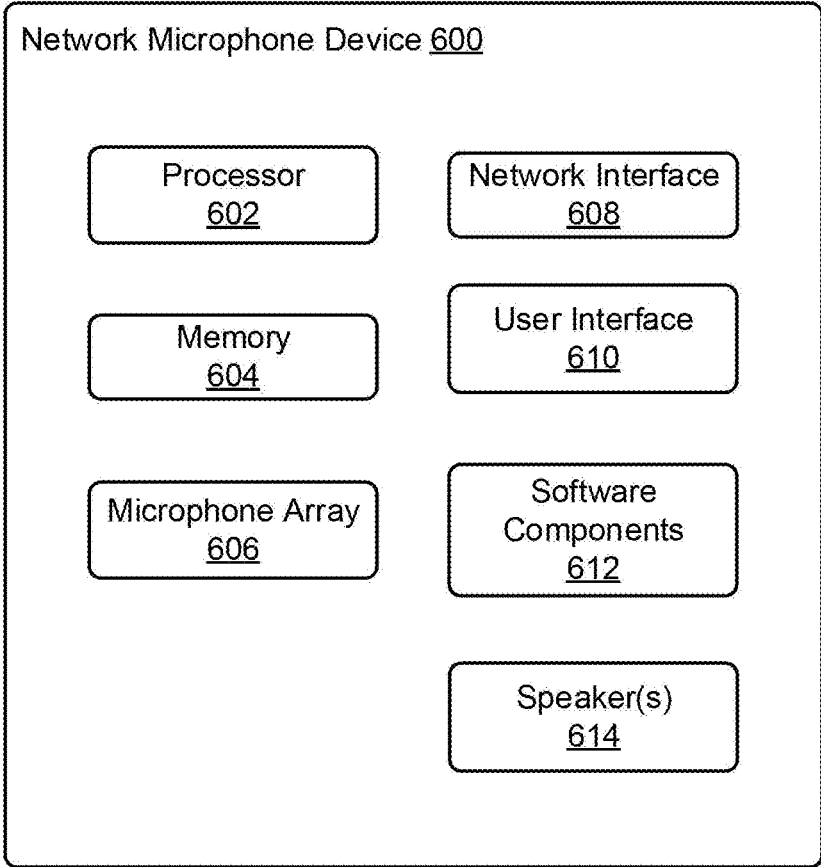 Network Microphone Device 600
Processor
602
Memory
604
Microphone Array
606
Network Interface
608
User Interface
610
Software
Components
612
Speaker(s)
614